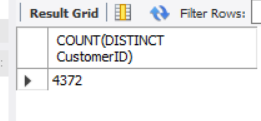 Result Grid Filter Rows:
COUNT(DISTINCT
CustomerID)
4372